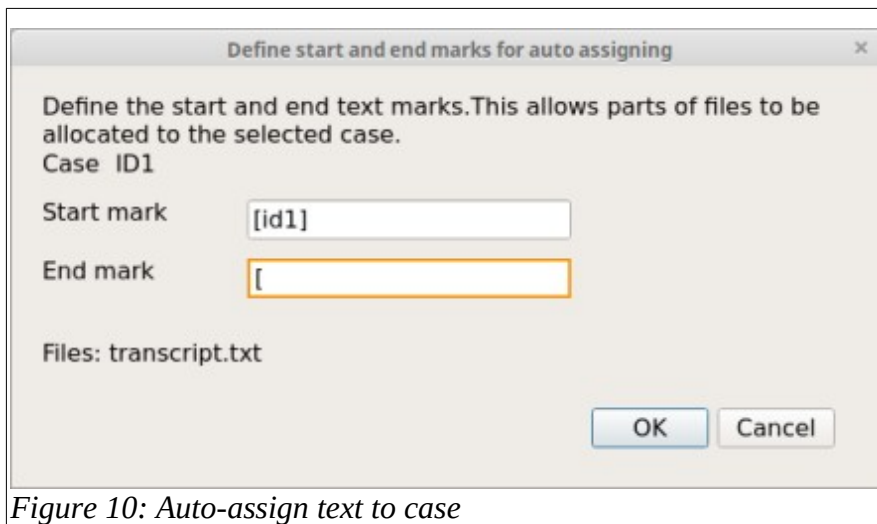 Define start and end marks for auto assigning ×
Define the start and end text marks.This allows parts of files to be
allocated to the selected case.
Case ID1
Start mark [id1]
End mark [
Files: transcript.txt
OK Cancel
Figure 10: Auto-assign text to case